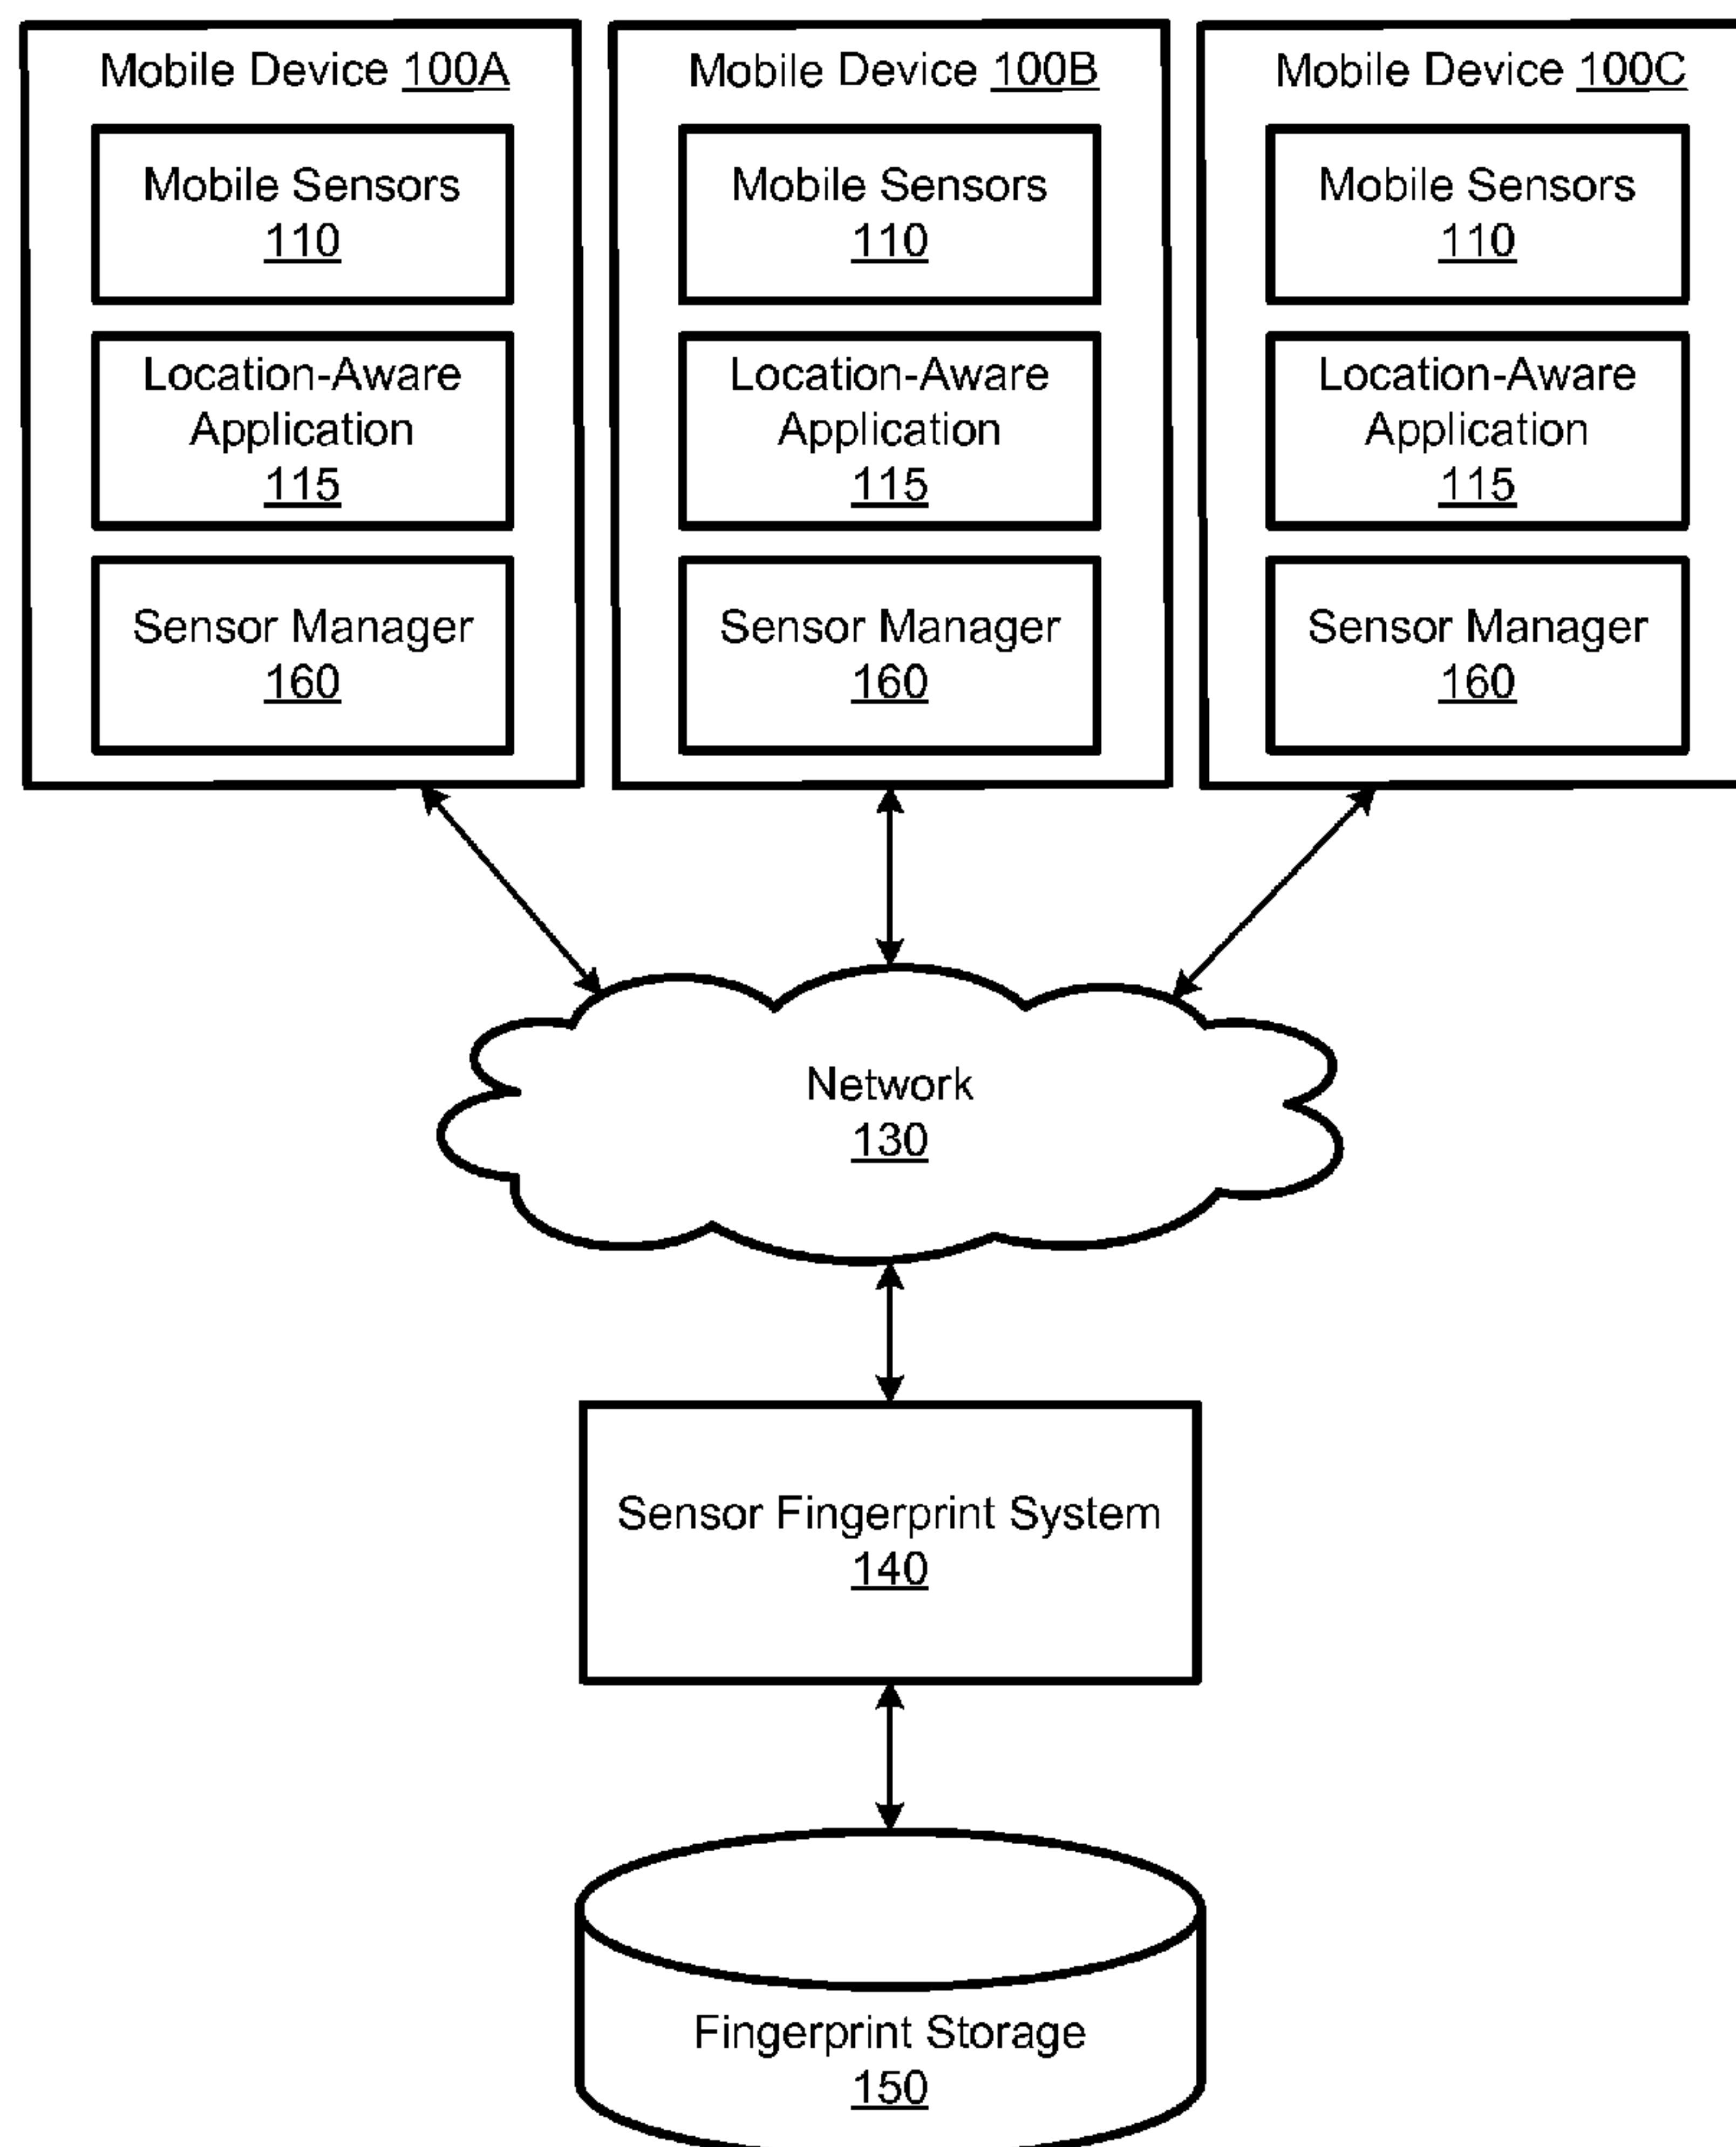 Mobile Device 100A
Mobile Sensors
110
Location-Aware
Application
115
Sensor Manager
160
Mobile Device 100B
Mobile Sensors
110
Location-Aware
Application
115
Sensor Manager
160
Mobile Device 100C
Mobile Sensors
110
Location-Aware
Application
115
Sensor Manager
160
Network
130
Sensor Fingerprint System
140
Fingerprint Storage
150